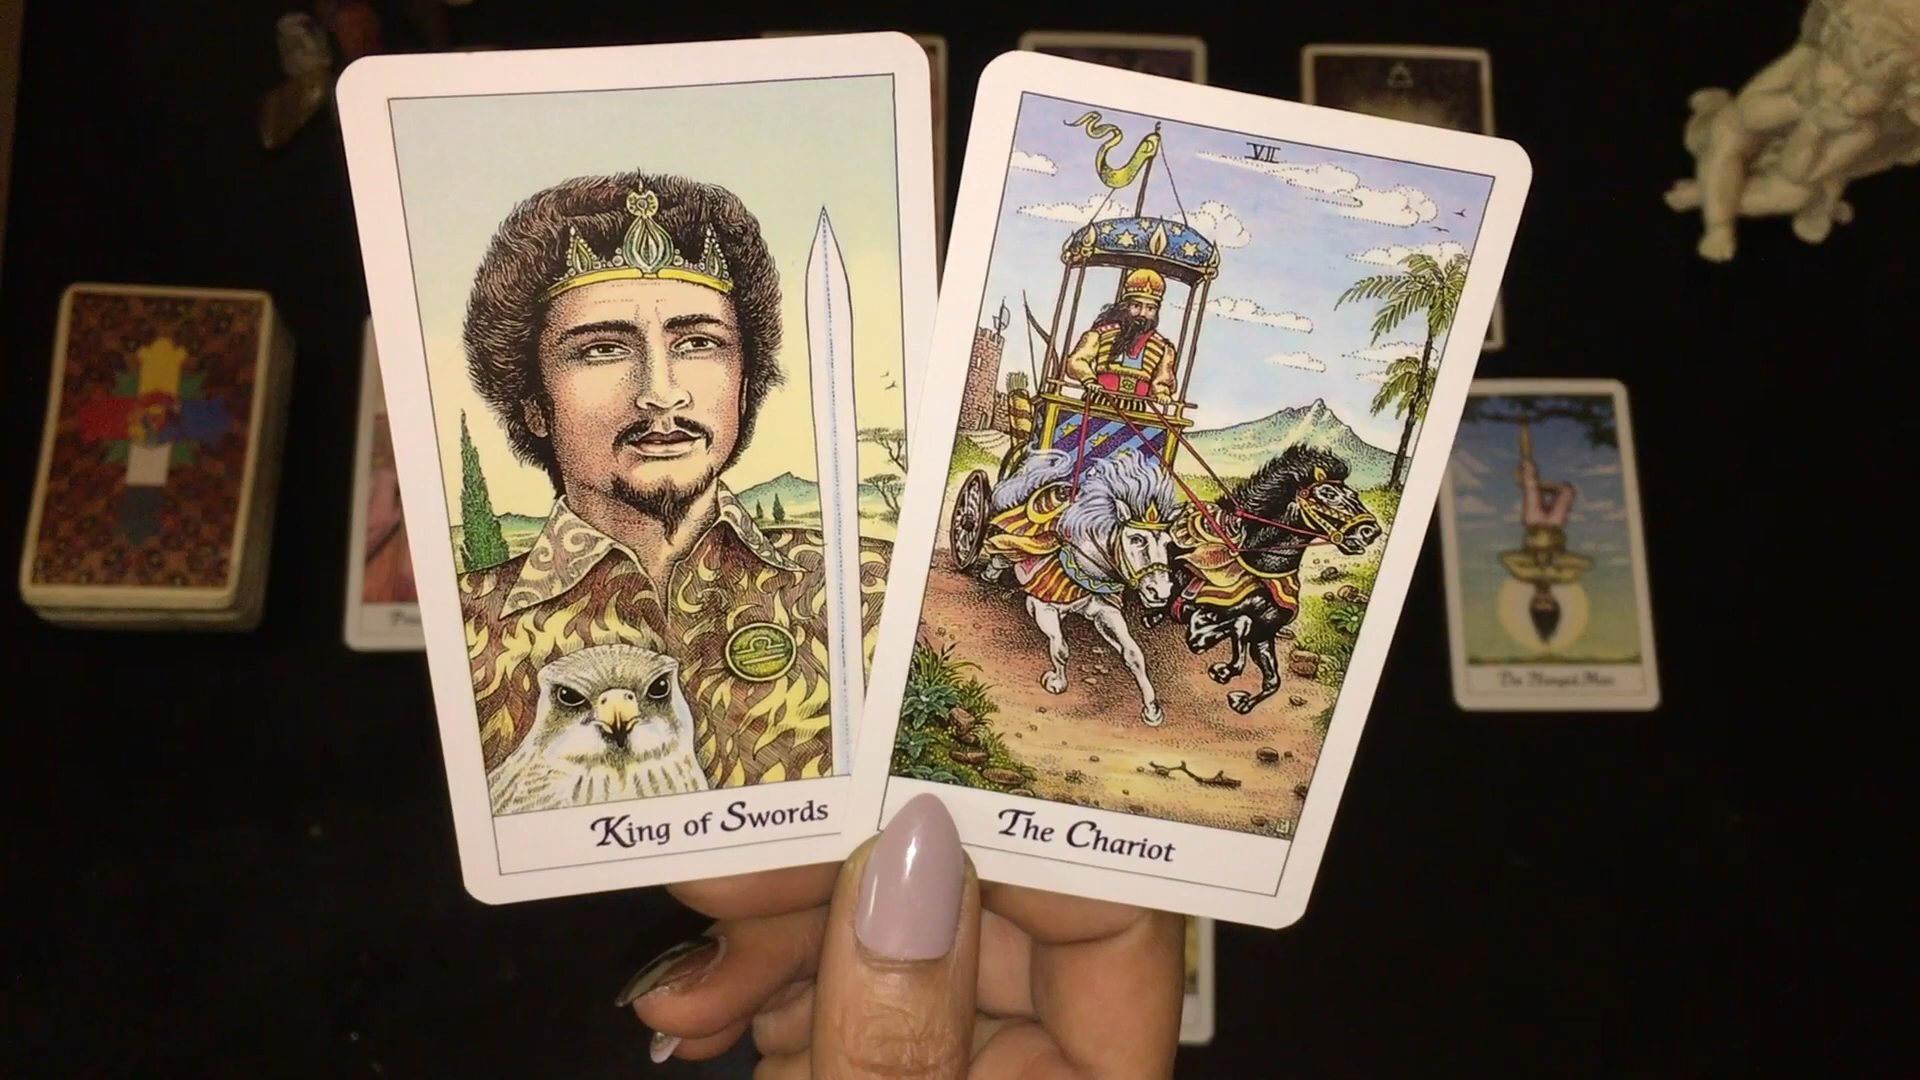 VII
King of Swords
The Chariot
The Hanged Man